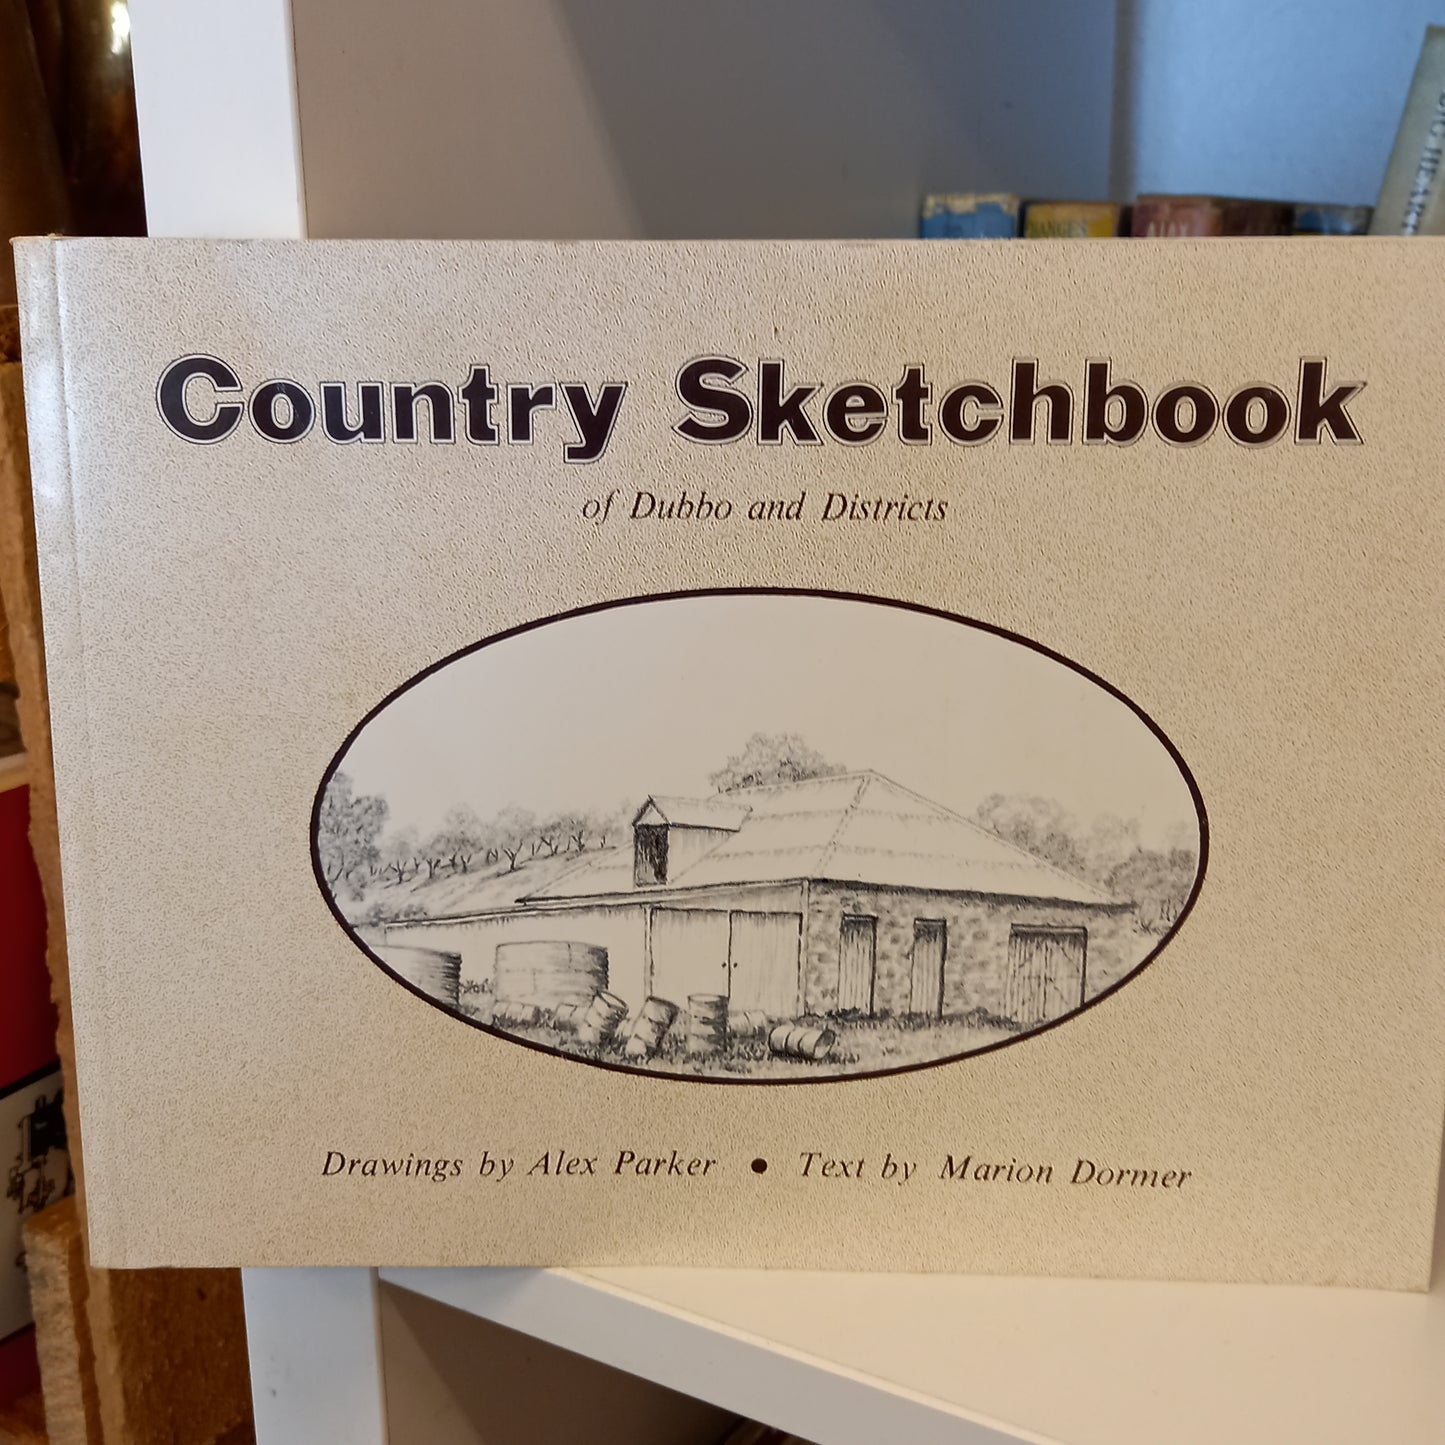 Country Sketchbook
of Dubbo and Districts
Drawings by Alex Parker • Text by Marion Dormer